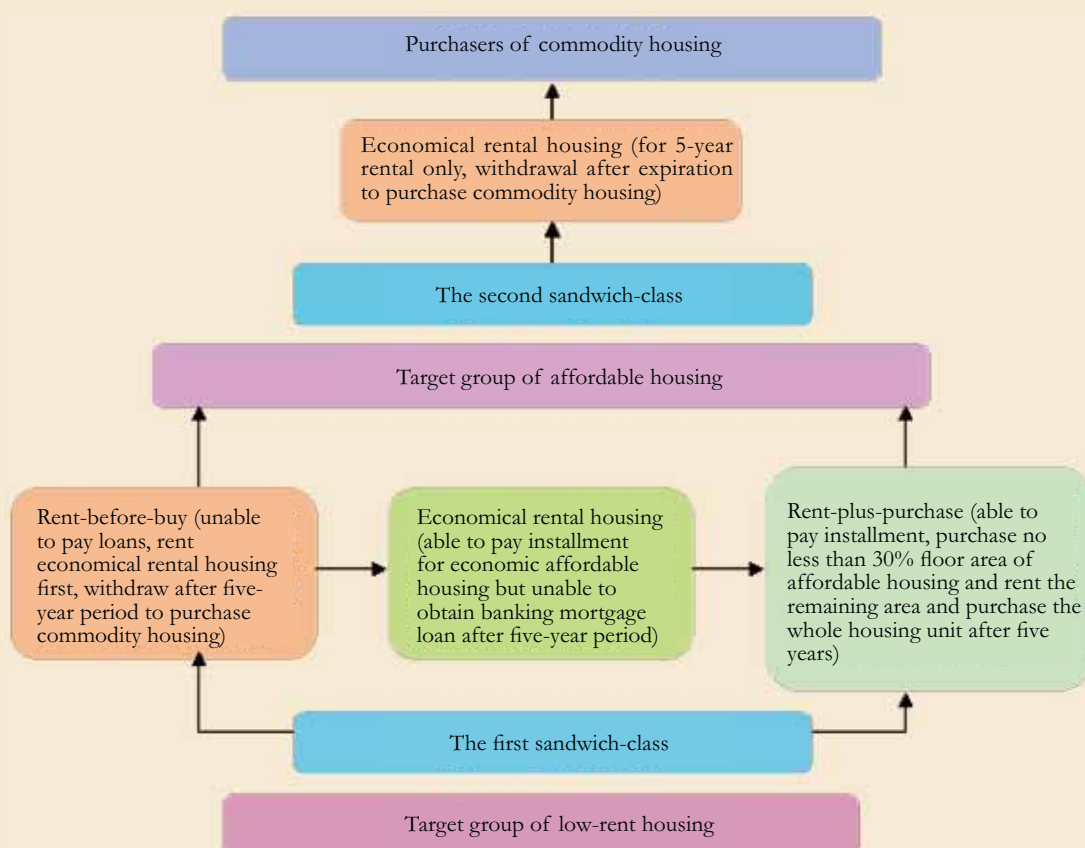 Purchasers of commodity housing
Economical rental housing (for 5-year
rental only, withdrawal after expiration
to purchase commodity housing)
The second sandwich-class
Target group of affordable housing
Rent-before-buy (unable
to pay loans, rent
economical rental housing
first, withdraw after five-
year period to purchase
commodity housing)
Economical rental housing
(able to pay installment
for economic affordable
housing but unable to
obtain banking mortgage
loan after five-year period)
Rent-plus-purchase (able to
pay installment, purchase no
less than 30% floor area of
affordable housing and rent the
remaining area and purchase the
whole housing unit after five
years)
The first sandwich-class
Target group of low-rent housing